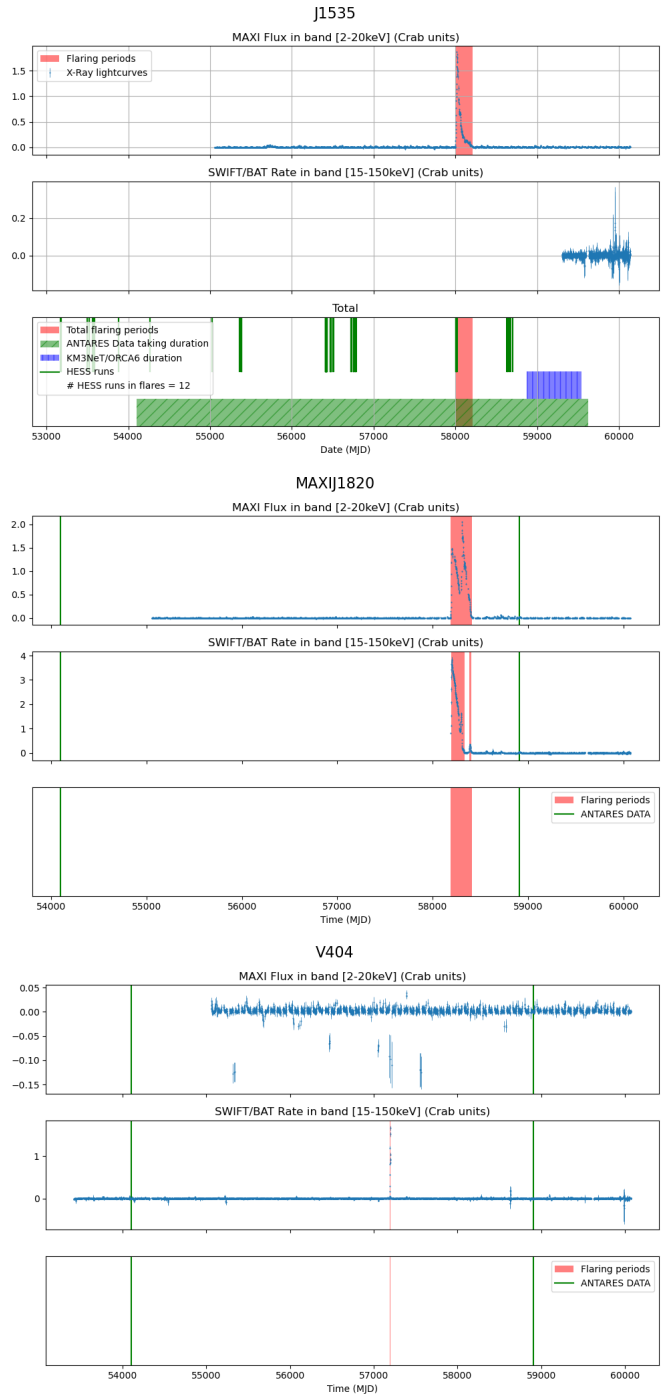 J1535
MAXI Flux in band [2-20keV] (Crab units)
Flaring periods
X-Ray lightcurves
1.5
1.0
0.5
0.0
SWIFT/BAT Rate in band [15-150keV] (Crab units)
0.2
0.0
Total
Total flaring periods
ANTARES Data taking duration
KM3NeT/ORCA6 duration
HESS runs
# HESS runs in flares = 12
53000 54000 55000 56000 57000 58000 59000 60000
Date (MJD)
MAXIJ1820
MAXI Flux in band [2-20keV] (Crab units)
2.0
1.5
1.0
0.5
0.0
SWIFT/BAT Rate in band [15-150keV] (Crab units)
4
3
2
1
0
Flaring periods
ANTARES DATA
54000 55000 56000 57000 58000 59000 60000
Time (MJD)
V404
MAXI Flux in band [2-20keV] (Crab units)
0.05
0.00
−0.05
−0.10
−0.15
SWIFT/BAT Rate in band [15-150keV] (Crab units)
1
0
Flaring periods
ANTARES DATA
54000 55000 56000 57000 58000 59000 60000
Time (MJD)